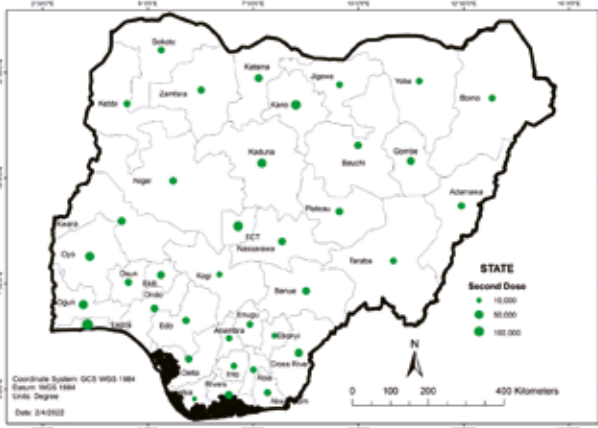 Sokoto
Katsina
Jigawa
Yobe
Zamfara
Kebbi
Kano
Borno
Kaduna
Bauchi
Gombe
Niger
Adamawa
Plateau
Kwara
FCT
Nassarawa
Oyo
Taraba
Osun
Kogi
Ekiti
Benue
Ondo
Ogun
Lagos
Edo
Enugu
Anambra
Ebonyi
Cross River
Delta
Imo
Abia
Rivers
STATE
Second Dose
10,000
50,000
100,000
N
0 100 200 400 Kilometers
Coordinate System: GCS WGS 1984
Datum: WGS 1984
Units: Degree
Date: 2/4/2022